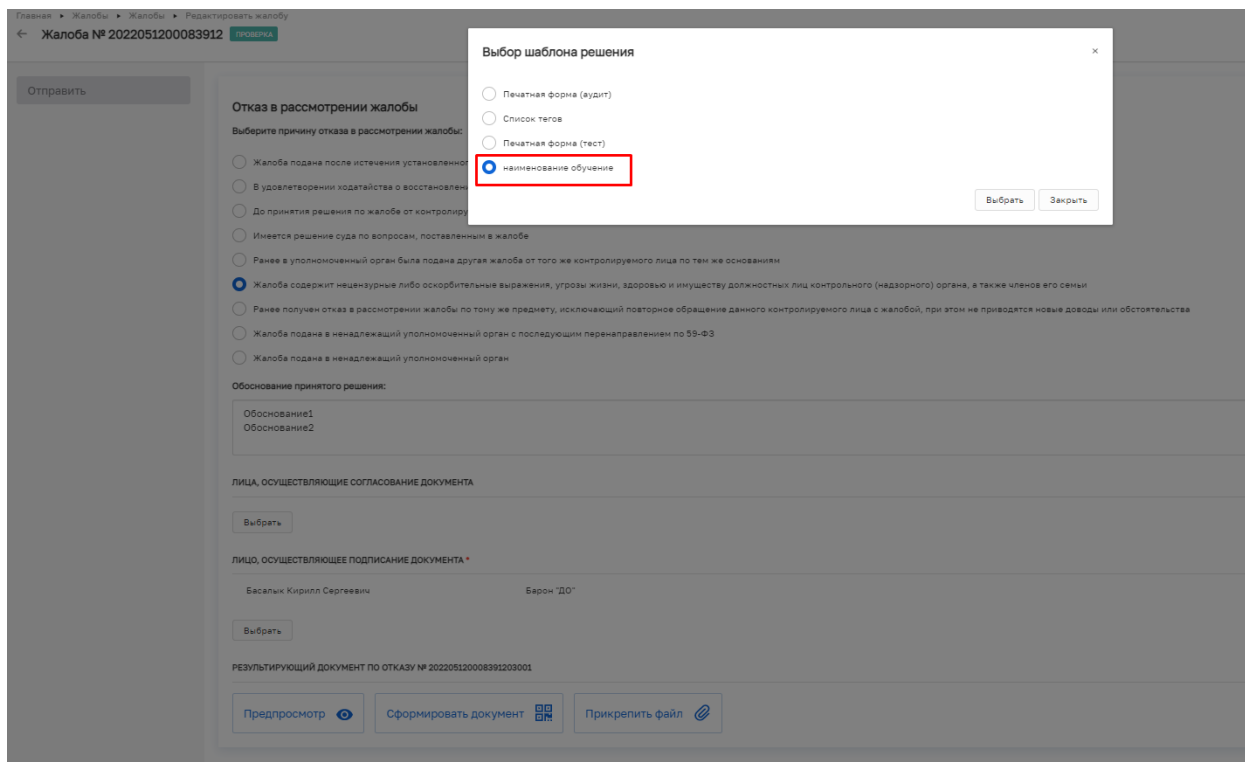 Главная ▸ Жалобы ▸ Жалобы ▸ Редактировать жалобу
← Жалоба № 2022051200083912 ПРОВЕРКА
Выбор шаблона решения ×
Печатная форма (аудит)
Список тегов
Печатная форма (тест)
наименование обучение
Выбрать Закрыть
Отправить
Отказ в рассмотрении жалобы
Выберите причину отказа в рассмотрении жалобы:
Жалоба подана после истечения установленног
В удовлетворении ходатайства о восстановлен
До принятия решения по жалобе от контролиру
Имеется решение суда по вопросам, поставленным в жалобе
Ранее в уполномоченный орган была подана другая жалоба от того же контролируемого лица по тем же основаниям
Жалоба содержит нецензурные либо оскорбительные выражения, угрозы жизни, здоровью и имуществу должностных лиц контрольного (надзорного) органа, а также членов его семьи
Ранее получен отказ в рассмотрении жалобы по тому же предмету, исключающий повторное обращение данного контролируемого лица с жалобой, при этом не приводятся новые доводы или обстоятельства
Жалоба подана в ненадлежащий уполномоченный орган с последующим перенаправлением по 59-ФЗ
Жалоба подана в ненадлежащий уполномоченный орган
Обоснование принятого решения:
Обоснование1
Обоснование2
ЛИЦА, ОСУЩЕСТВЛЯЮЩИЕ СОГЛАСОВАНИЕ ДОКУМЕНТА
Выбрать
ЛИЦО, ОСУЩЕСТВЛЯЮЩЕЕ ПОДПИСАНИЕ ДОКУМЕНТА *
Басалык Кирилл Сергеевич Барон "ДО"
Выбрать
РЕЗУЛЬТИРУЮЩИЙ ДОКУМЕНТ ПО ОТКАЗУ № 202205120008391203001
Предпросмотр Сформировать документ Прикрепить файл